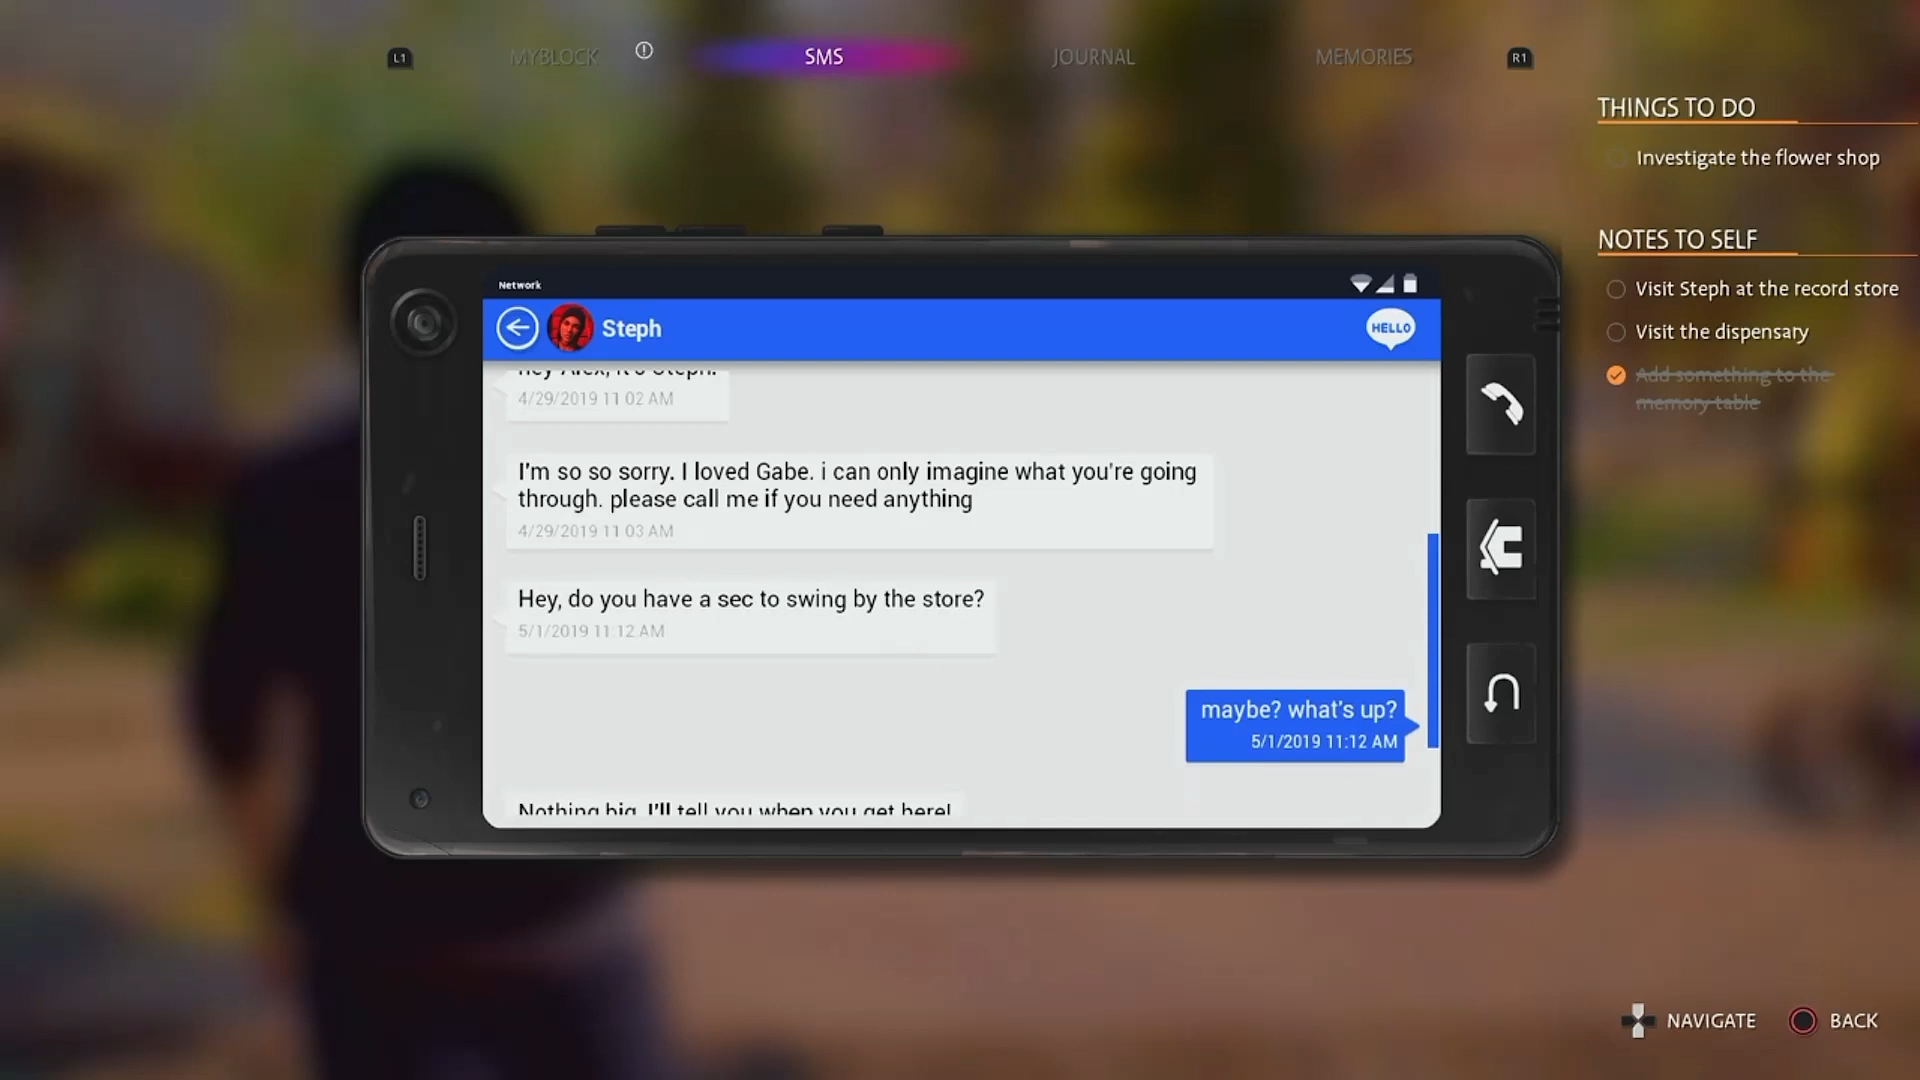 L1
MYBLOCK
SMS
JOURNAL
MEMORIES
R1
THINGS TO DO
Investigate the flower shop
NOTES TO SELF
Visit Steph at the record store
Visit the dispensary
Add something to the
memory table
Network
Steph
HELLO
hey Alex, it's Steph.
4/29/2019 11 02 AM
I'm so so sorry. I loved Gabe. i can only imagine what you're going
through. please call me if you need anything
4/29/2019 11 03 AM
Hey, do you have a sec to swing by the store?
5/1/2019 11:12 AM
maybe? what's up?
5/1/2019 11:12 AM
Nothing big. I'll tell you when you get here!
NAVIGATE
BACK